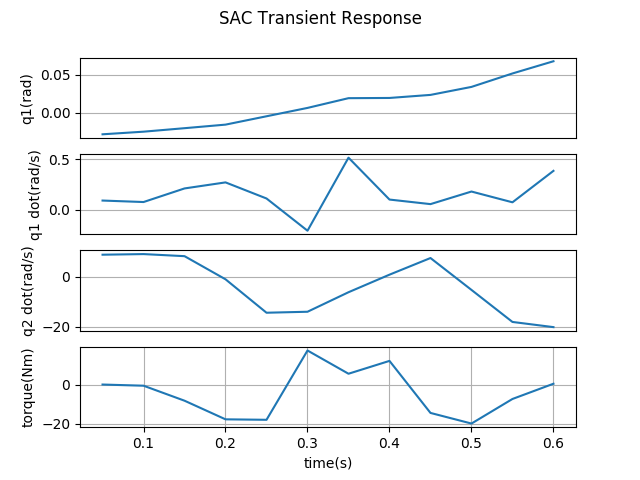 SAC Transient Response
q1(rad)
0.05
0.00
q1 dot(rad/s)
0.5
0.0
q2 dot(rad/s)
0
−20
torque(Nm)
0
−20
0.1 0.2 0.3 0.4 0.5 0.6
time(s)